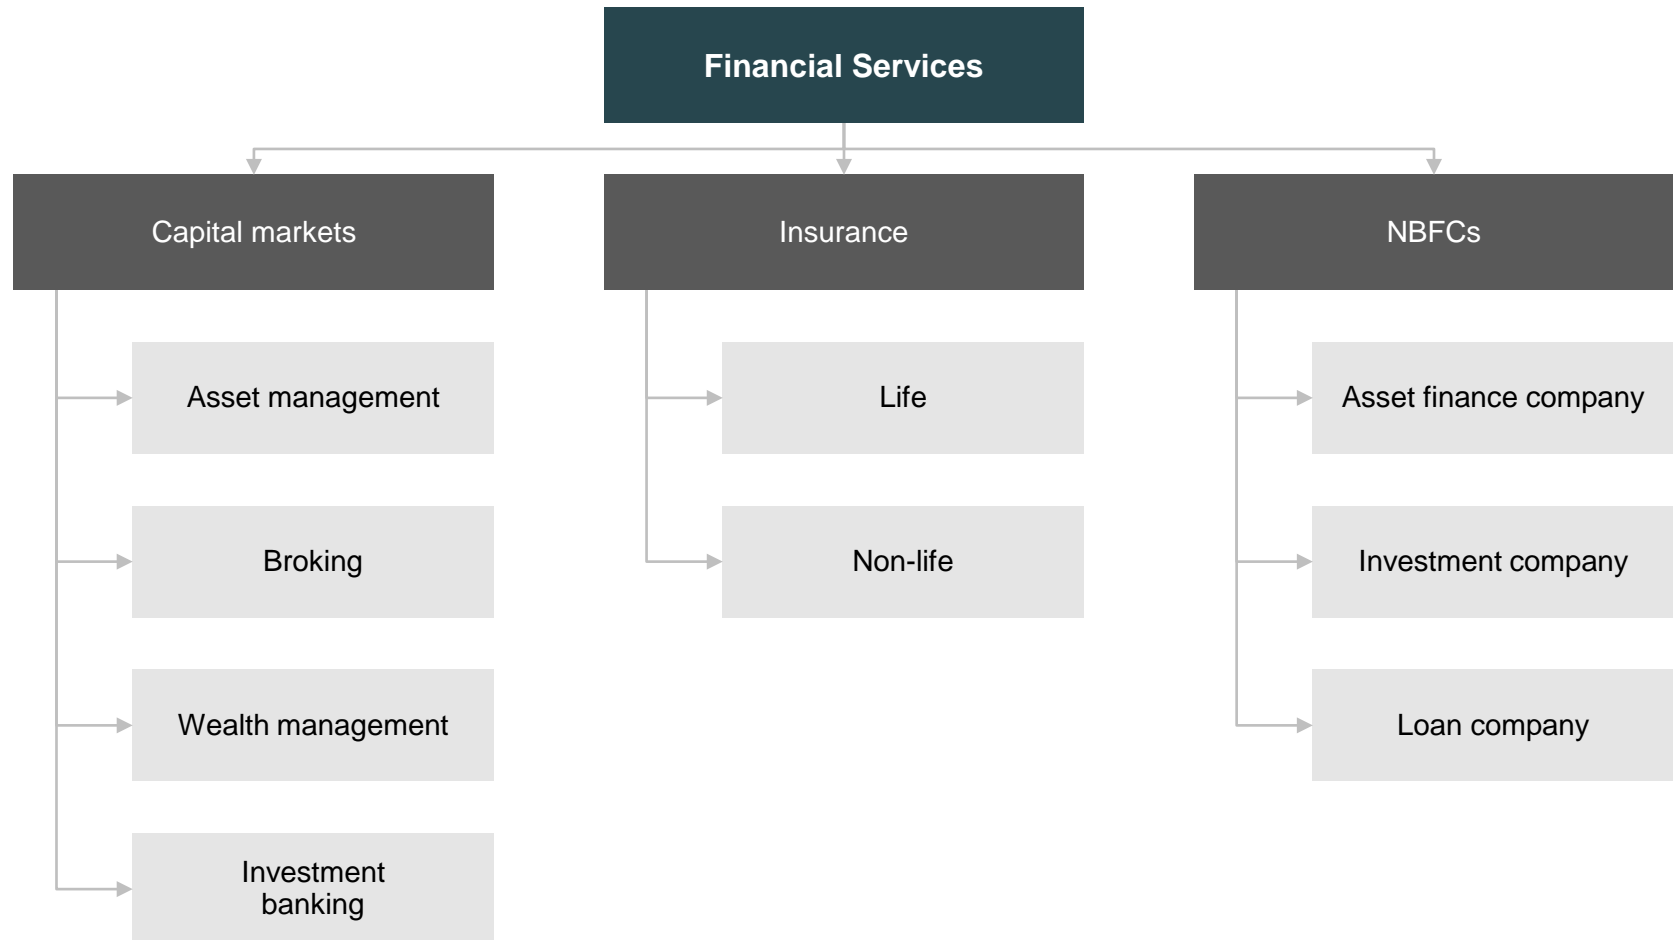 Financial Services
Capital markets
Insurance
NBFCs
Asset management
Life
Asset finance company
Broking
Non-life
Investment company
Wealth management
Loan company
Investment
banking